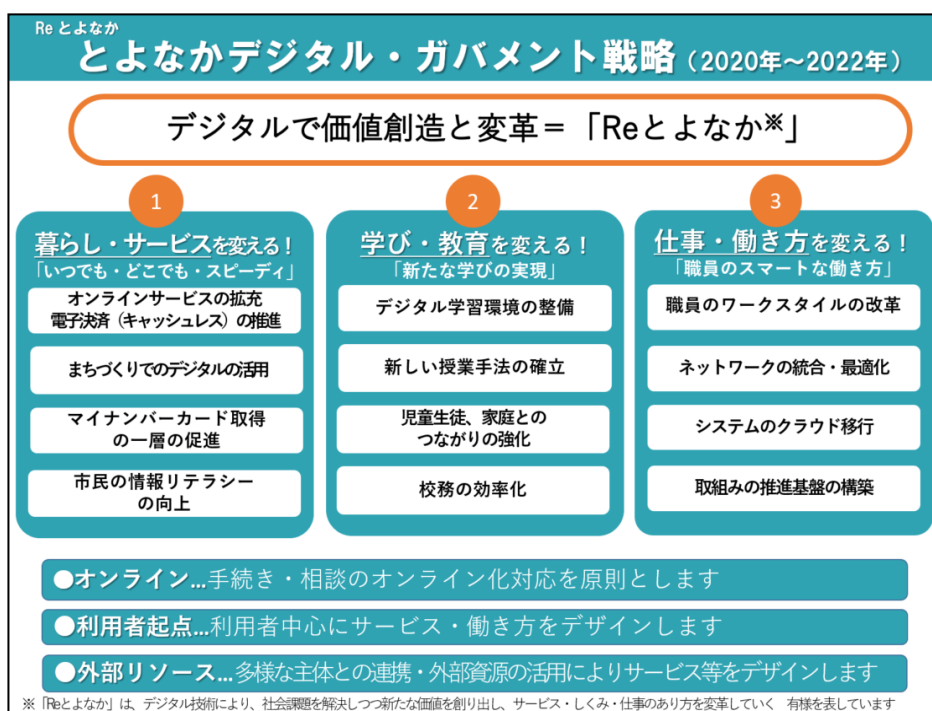 Re とよなか
とよなかデジタル・ガバメント戦略（2020年～2022年）
デジタルで価値創造と変革＝「Reとよなか※」
1
暮らし・サービスを変える！
「いつでも・どこでも・スピーディ」
オンラインサービスの拡充
電子決済（キャッシュレス）の推進
まちづくりでのデジタルの活用
マイナンバーカード取得
の一層の促進
市民の情報リテラシー
の向上
2
学び・教育を変える！
「新たな学びの実現」
デジタル学習環境の整備
新しい授業手法の確立
児童生徒、家庭との
つながりの強化
校務の効率化
3
仕事・働き方を変える！
「職員のスマートな働き方」
職員のワークスタイルの改革
ネットワークの統合・最適化
システムのクラウド移行
取組みの推進基盤の構築
●オンライン…手続き・相談のオンライン化対応を原則とします
●利用者起点…利用者中心にサービス・働き方をデザインします
●外部リソース…多様な主体との連携・外部資源の活用によりサービス等をデザインします
※「Reとよなか」は、デジタル技術により、社会課題を解決しつつ新たな価値を創り出し、サービス・しくみ・仕事のあり方を変革していく　有様を表しています